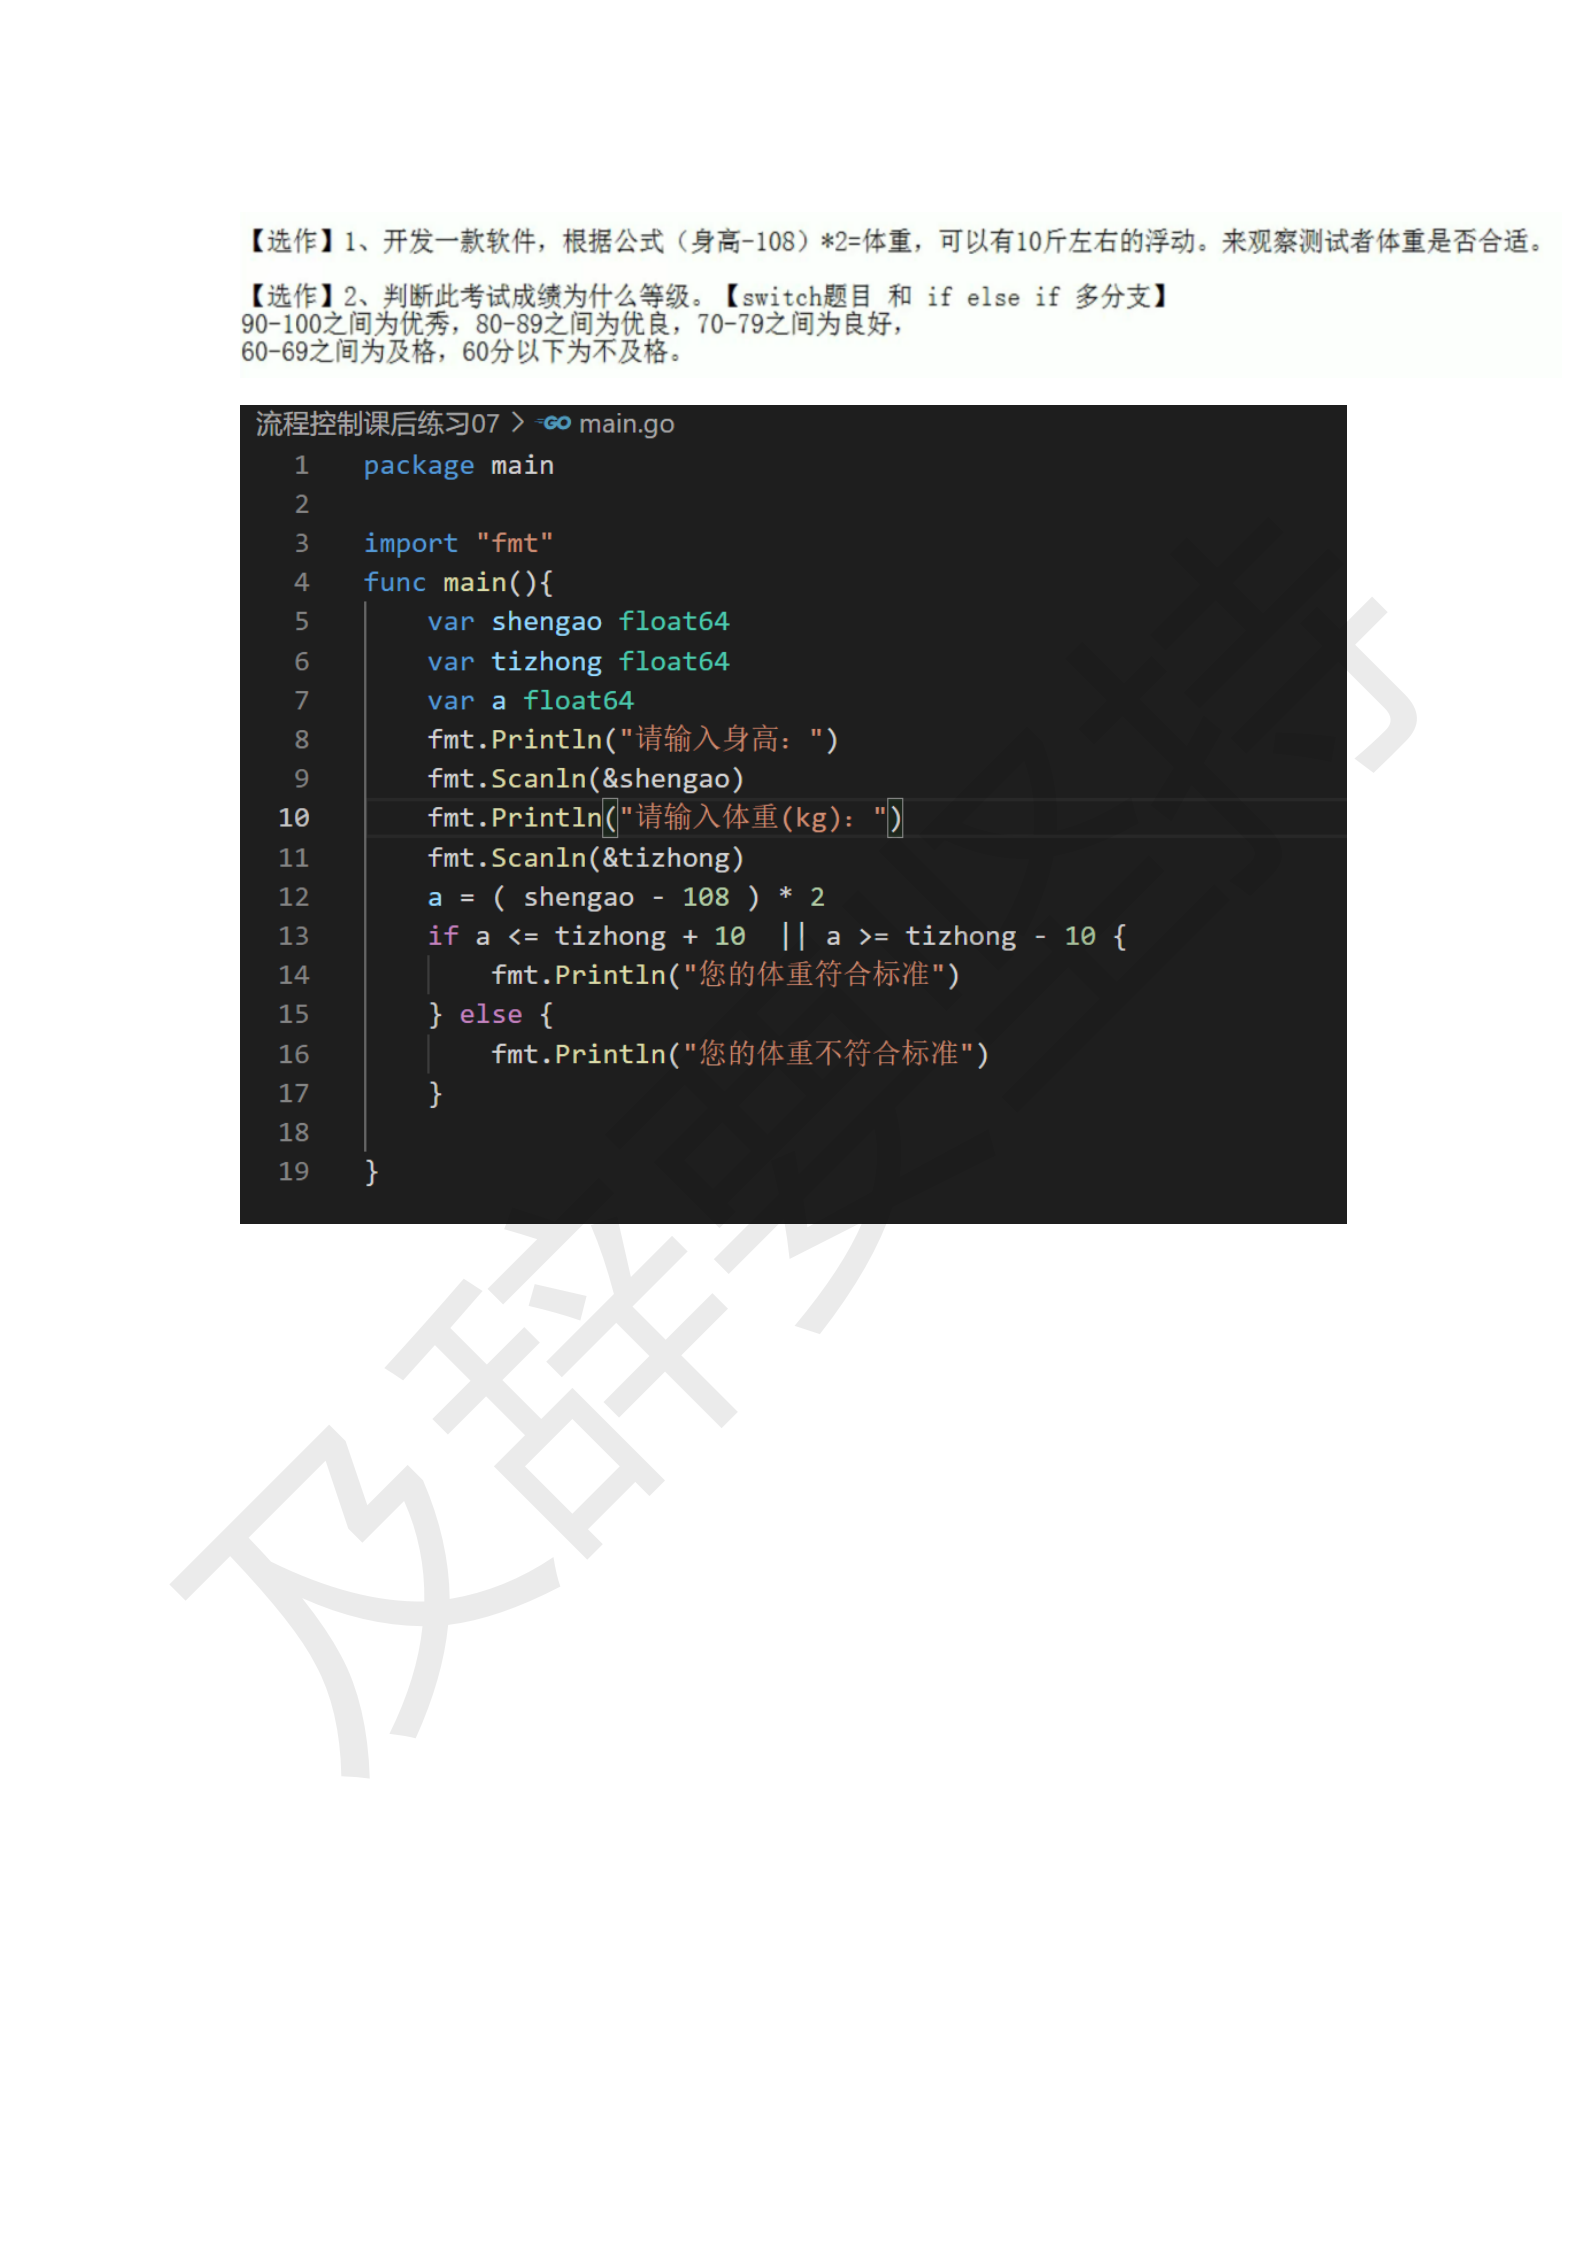 【选作】1、开发一款软件，根据公式（身高-108）*2=体重，可以有10斤左右的浮动。来观察测试者体重是否合适。
【选作】2、判断此考试成绩为什么等级。【switch题目 和 if else if 多分支】
90-100之间为优秀，80-89之间为优良，70-79之间为良好，
60-69之间为及格，60分以下为不及格。
流程控制课后练习07 > GO main.go
1 package main
2
3 import "fmt"
4 func main(){
5 var shengao float64
6 var tizhong float64
7 var a float64
8 fmt.Println("请输入身高：")
9 fmt.Scanln(&shengao)
10 fmt.Println("请输入体重(kg)：")
11 fmt.Scanln(&tizhong)
12 a = ( shengao - 108 ) * 2
13 if a <= tizhong + 10  || a >= tizhong - 10 {
14 fmt.Println("您的体重符合标准")
15 } else {
16 fmt.Println("您的体重不符合标准")
17 }
18
19 }
及辞要坚持